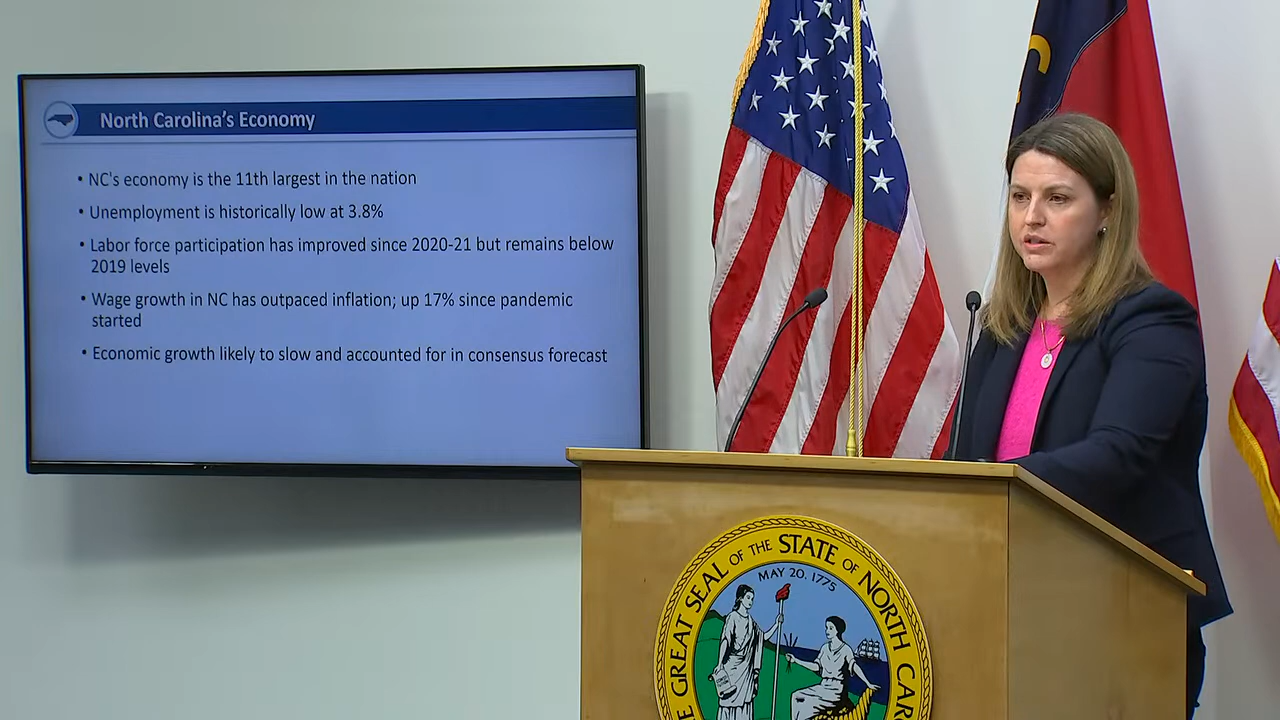 North Carolina's Economy
• NC's economy is the 11th largest in the nation
• Unemployment is historically low at 3.8%
• Labor force participation has improved since 2020-21 but remains below
2019 levels
• Wage growth in NC has outpaced inflation; up 17% since pandemic
started
• Economic growth likely to slow and accounted for in consensus forecast
GREAT SEAL OF THE STATE OF NORTH CAR
MAY 20, 1775